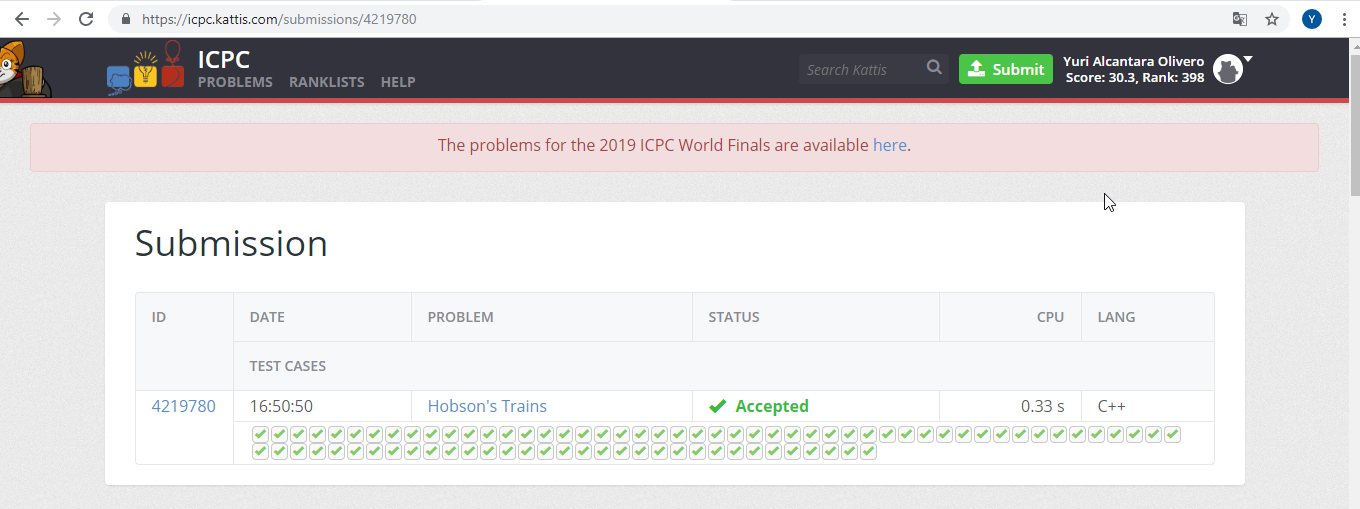 https://icpc.kattis.com/submissions/4219780
Y
ICPC
PROBLEMS RANKLISTS HELP
Search Kattis
Submit
Yuri Alcantara Olivero
Score: 30.3, Rank: 398
The problems for the 2019 ICPC World Finals are available here.
Submission
ID DATE PROBLEM STATUS CPU LANG
TEST CASES
4219780 16:50:50 Hobson's Trains Accepted 0.33 s C++